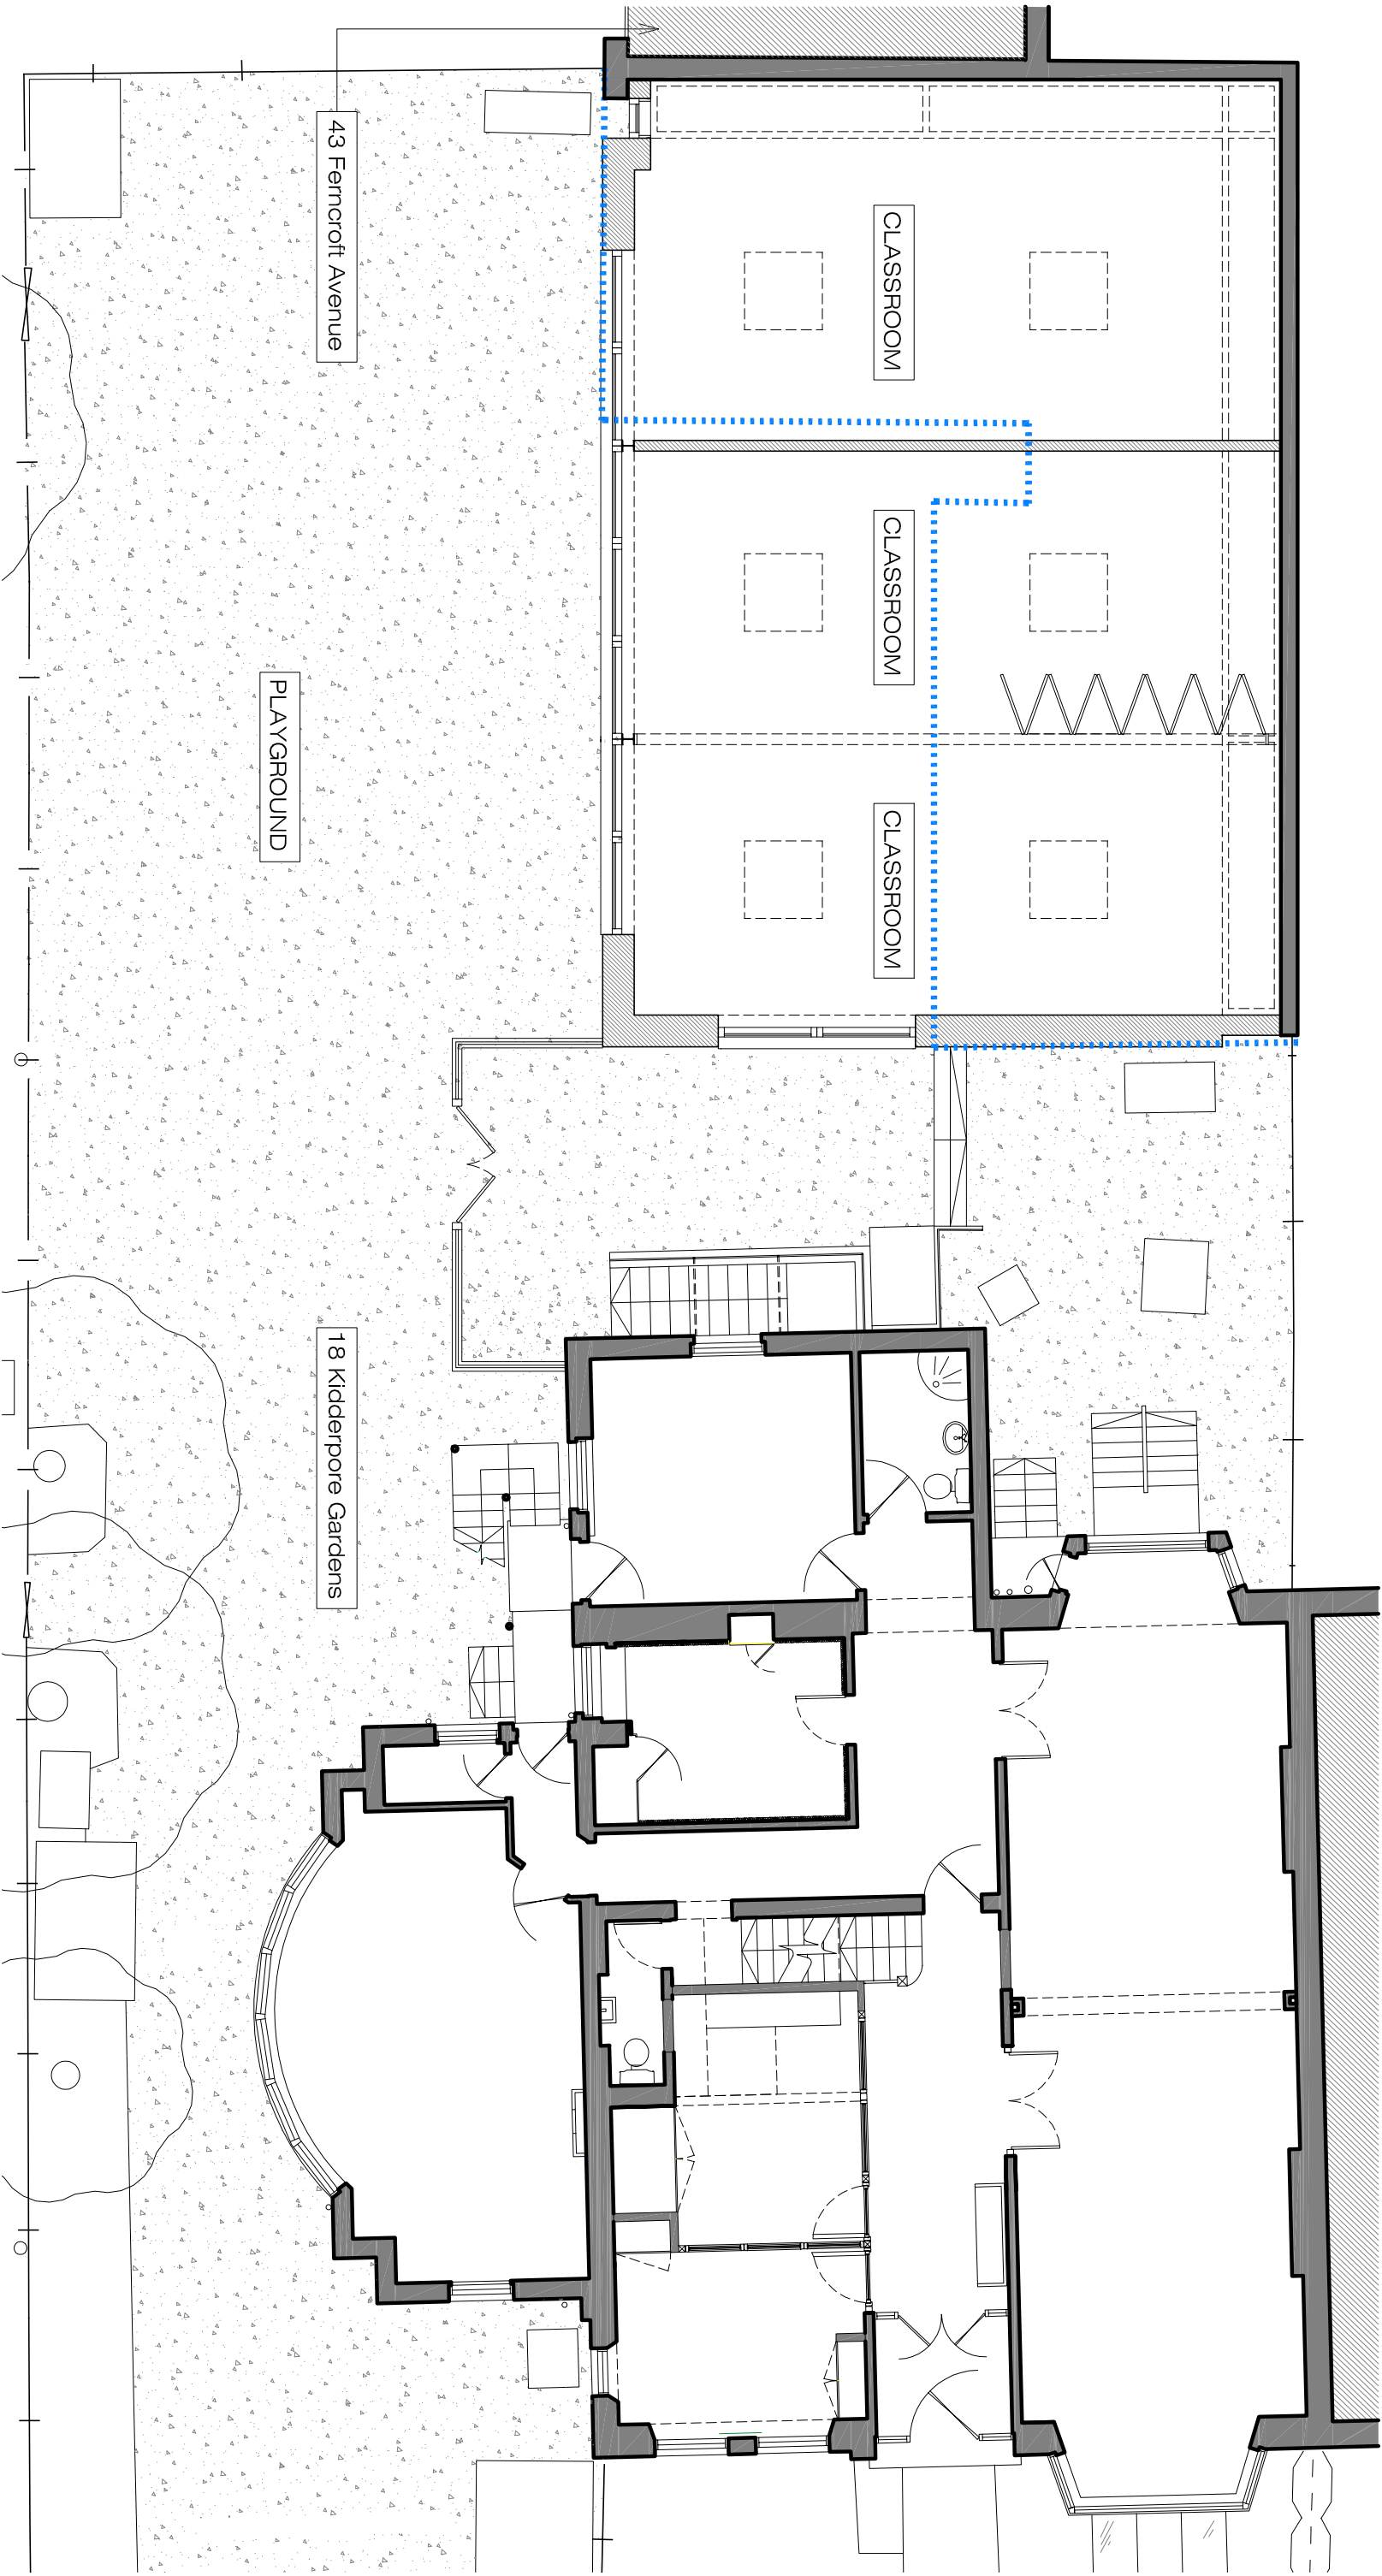 43 Ferncroft Avenue
CLASSROOM
CLASSROOM
CLASSROOM
PLAYGROUND
18 Kidderpore Gardens